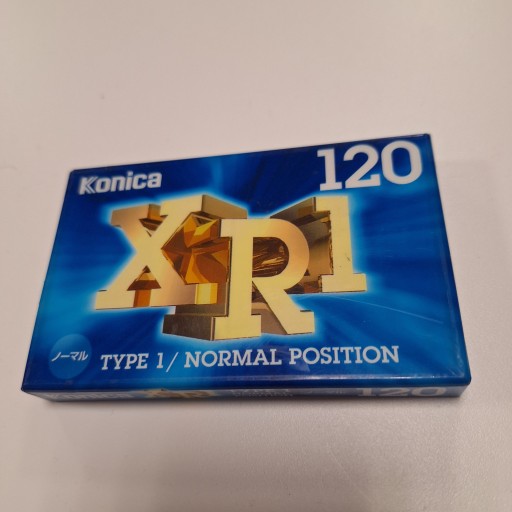 Konica
120
XR1
ノーマル
TYPE 1/ NORMAL POSITION
120